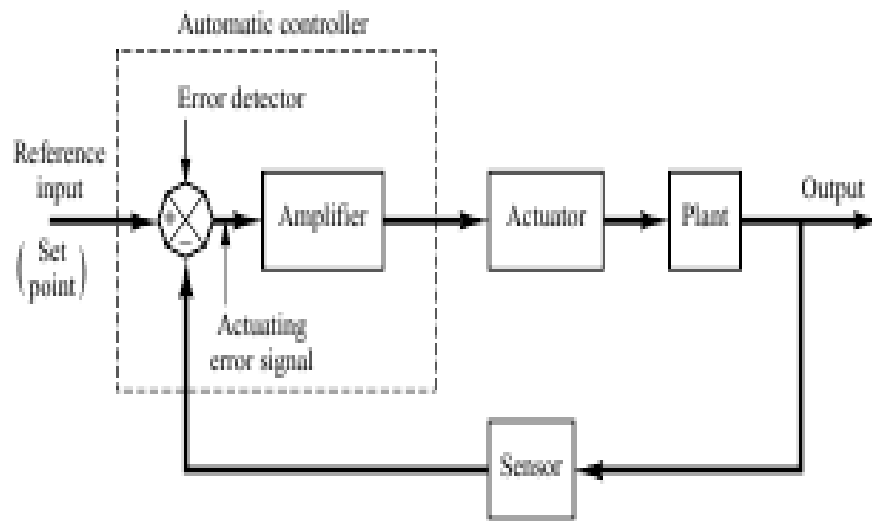 Automatic controller
Error detector
Reference
input
(Set
point)
+
−
Amplifier
Actuator
Plant
Output
Actuating
error signal
Sensor